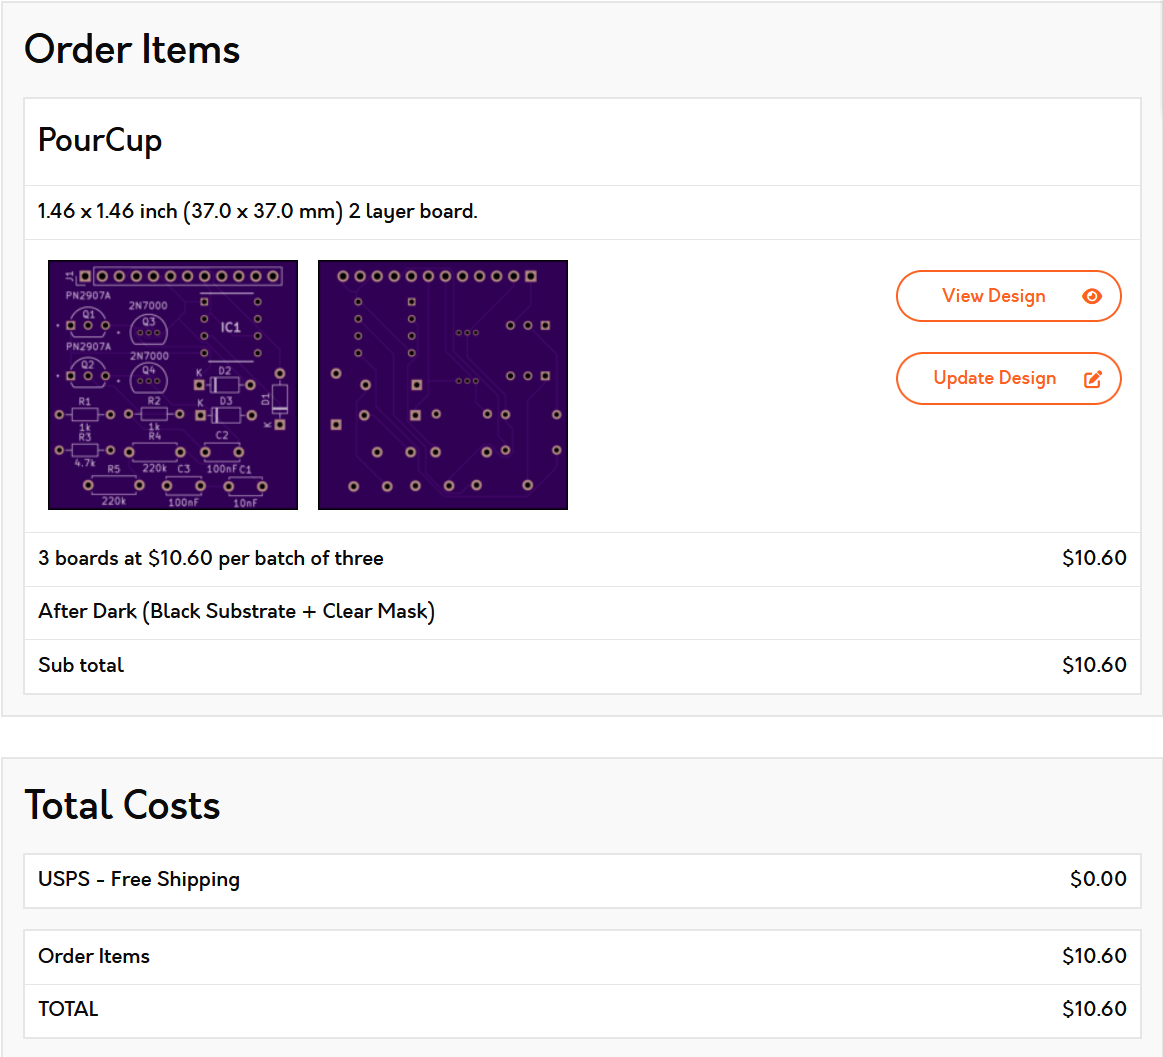 Order Items
PourCup
1.46 x 1.46 inch (37.0 x 37.0 mm) 2 layer board.
J1
PN2907A
Q1
2N7000
Q3
IC1
PN2907A
Q2
2N7000
Q4
K D2
K D3
D1
K
R1
1k
R2
1k
R3
4.7k
R4
220k
C2
100nF
R5
220k
C3
100nF
C1
10nF
View Design
Update Design
3 boards at $10.60 per batch of three $10.60
After Dark (Black Substrate + Clear Mask)
Sub total $10.60
Total Costs
USPS - Free Shipping $0.00
Order Items $10.60
TOTAL $10.60